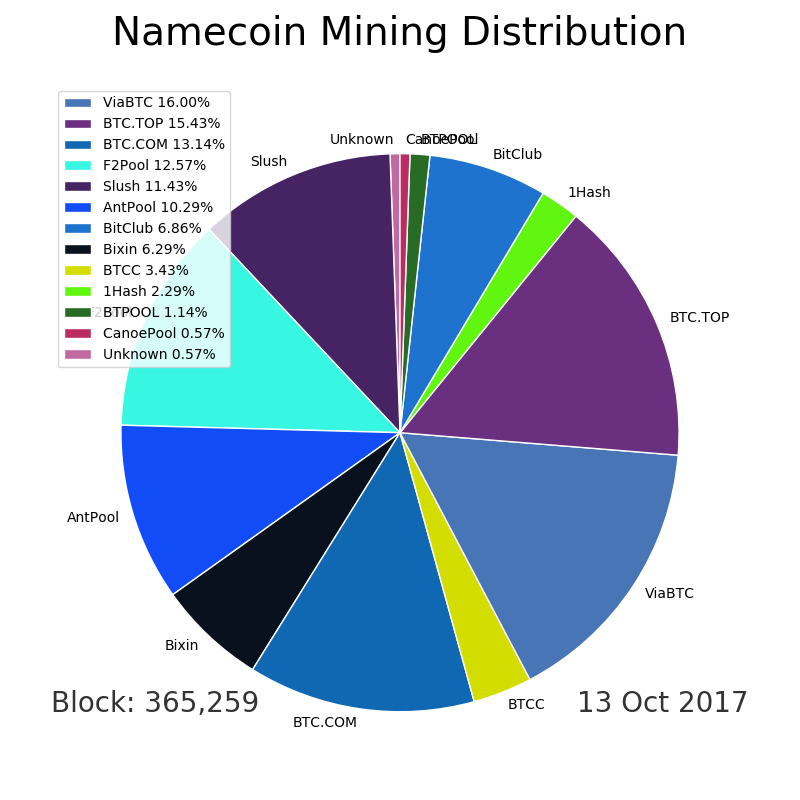 Namecoin Mining Distribution
ViaBTC 16.00%
BTC.TOP 15.43%
BTC.COM 13.14%
F2Pool 12.57%
Slush 11.43%
AntPool 10.29%
BitClub 6.86%
Bixin 6.29%
BTCC 3.43%
1Hash 2.29%
BTPOOL 1.14%
CanoePool 0.57%
Unknown 0.57%
Unknown
CanoePool
BTPOOL
BitClub
1Hash
BTC.TOP
ViaBTC
BTCC
BTC.COM
Bixin
AntPool
Slush
Block: 365,259
13 Oct 2017